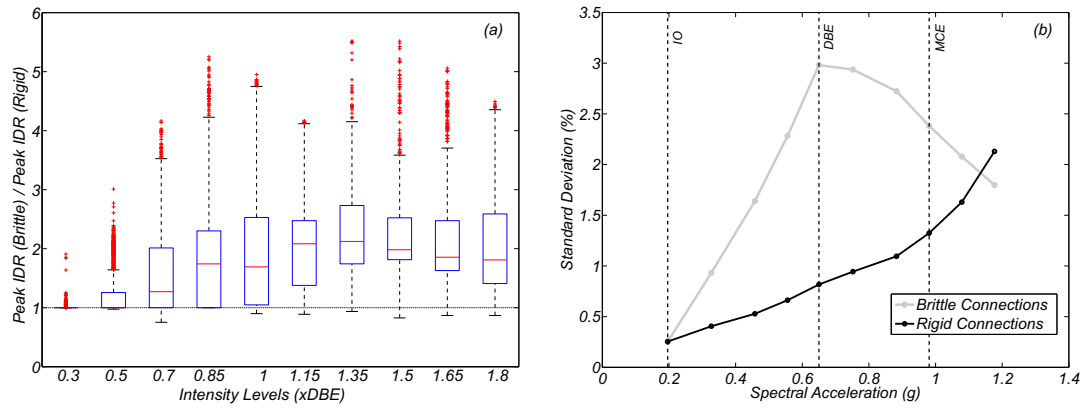 (a)
Peak IDR (Brittle) / Peak IDR (Rigid)
6
5
4
3
2
1
0
0.3 0.5 0.7 0.85 1 1.15 1.35 1.5 1.65 1.8
Intensity Levels (xDBE)
(b)
IO
DBE
MCE
Standard Deviation (%)
3.5
3
2.5
2
1.5
1
0.5
0
0 0.2 0.4 0.6 0.8 1 1.2 1.4
Spectral Acceleration (g)
Brittle Connections
Rigid Connections